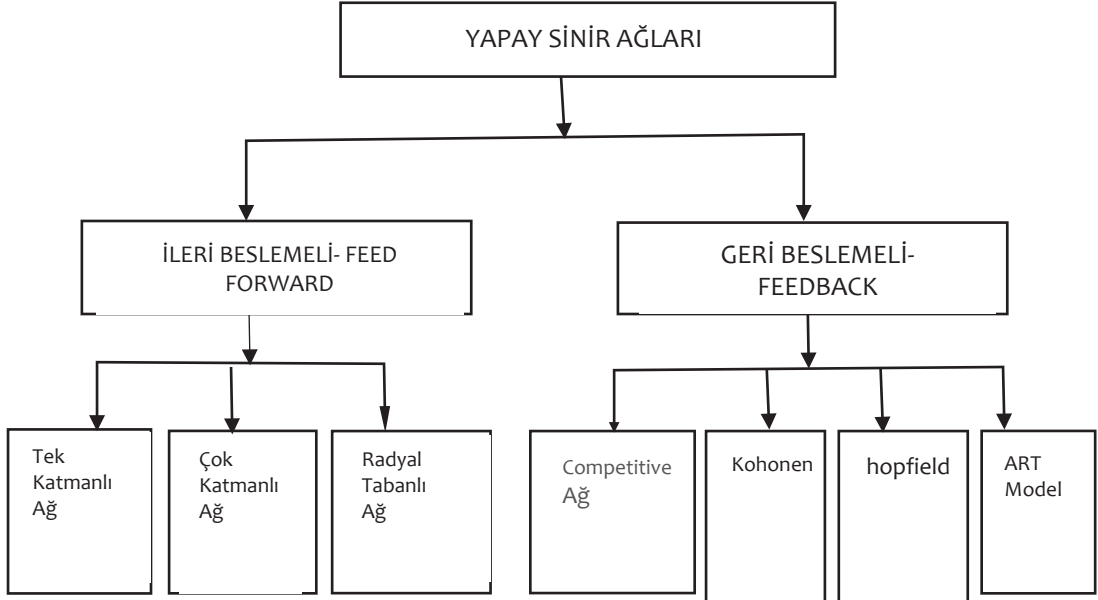 YAPAY SİNİR AĞLARI
İLERİ BESLEMELİ- FEED
FORWARD
GERİ BESLEMELİ-
FEEDBACK
Tek
Katmanlı
Ağ
Çok
Katmanlı
Ağ
Radyal
Tabanlı
Ağ
Competitive
Ağ
Kohonen
hopfield
ART
Model